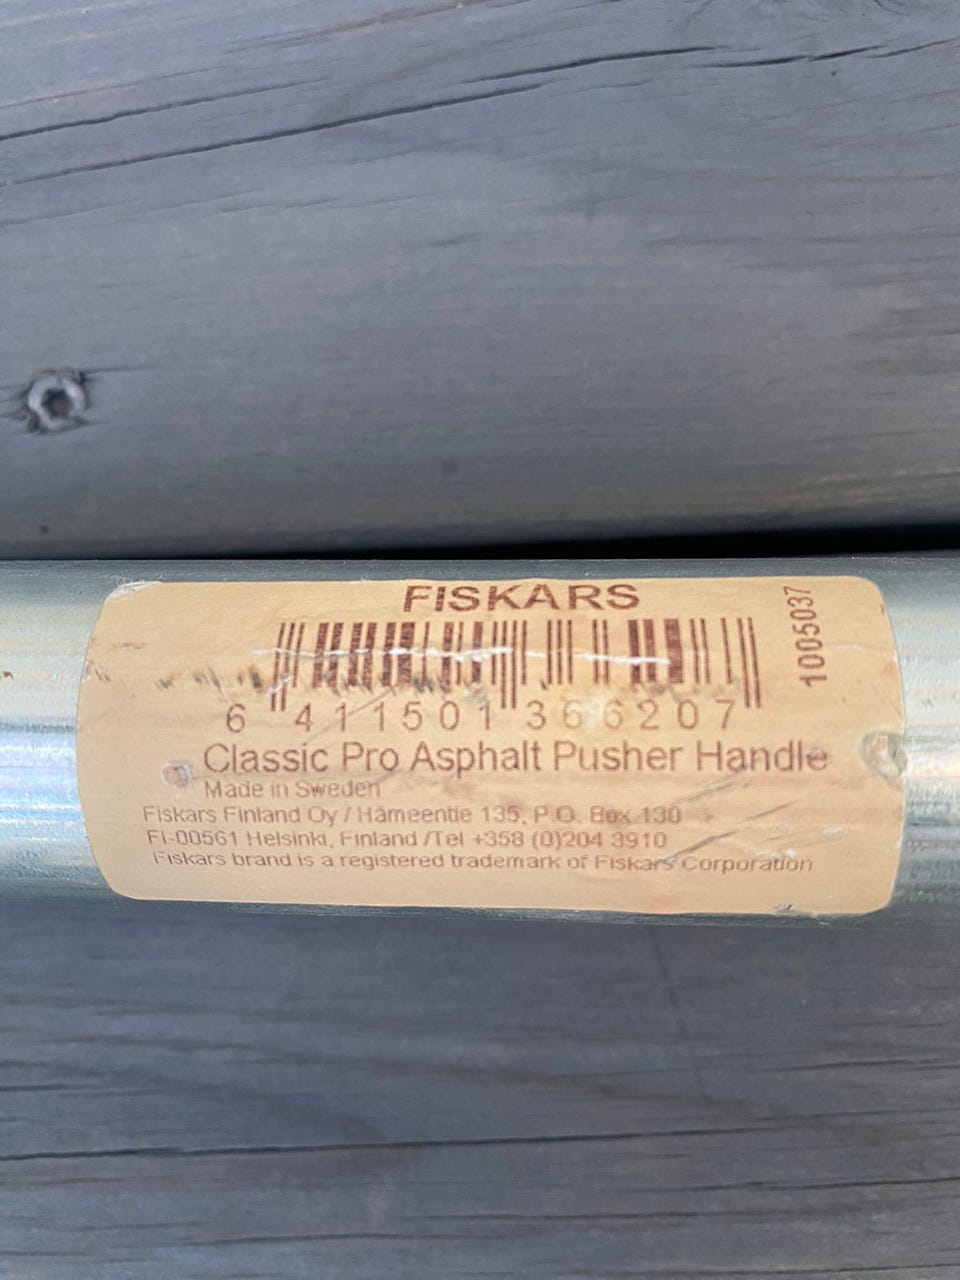 FISKARS
1005037
6 411501 366207
Classic Pro Asphalt Pusher Handle
Made in Sweden
Fiskars Finland Oy / Hämeentie 135, P.O. Box 130
FI-00561 Helsinki, Finland /Tel +358 (0)204 3910
Fiskars brand is a registered trademark of Fiskars Corporation